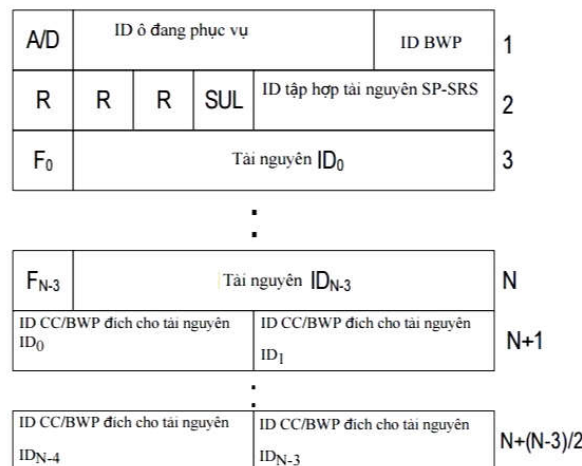 A/D ID ô đang phục vụ ID BWP 1
R R R SUL ID tập hợp tài nguyên SP-SRS 2
F0 Tài nguyên ID0 3
:
:
FN-3 Tài nguyên IDN-3 N
ID CC/BWP đích cho tài nguyên ID CC/BWP đích cho tài nguyên
ID0 ID1 N+1
:
ID CC/BWP đích cho tài nguyên ID CC/BWP đích cho tài nguyên
IDN-4 IDN-3 N+(N-3)/2